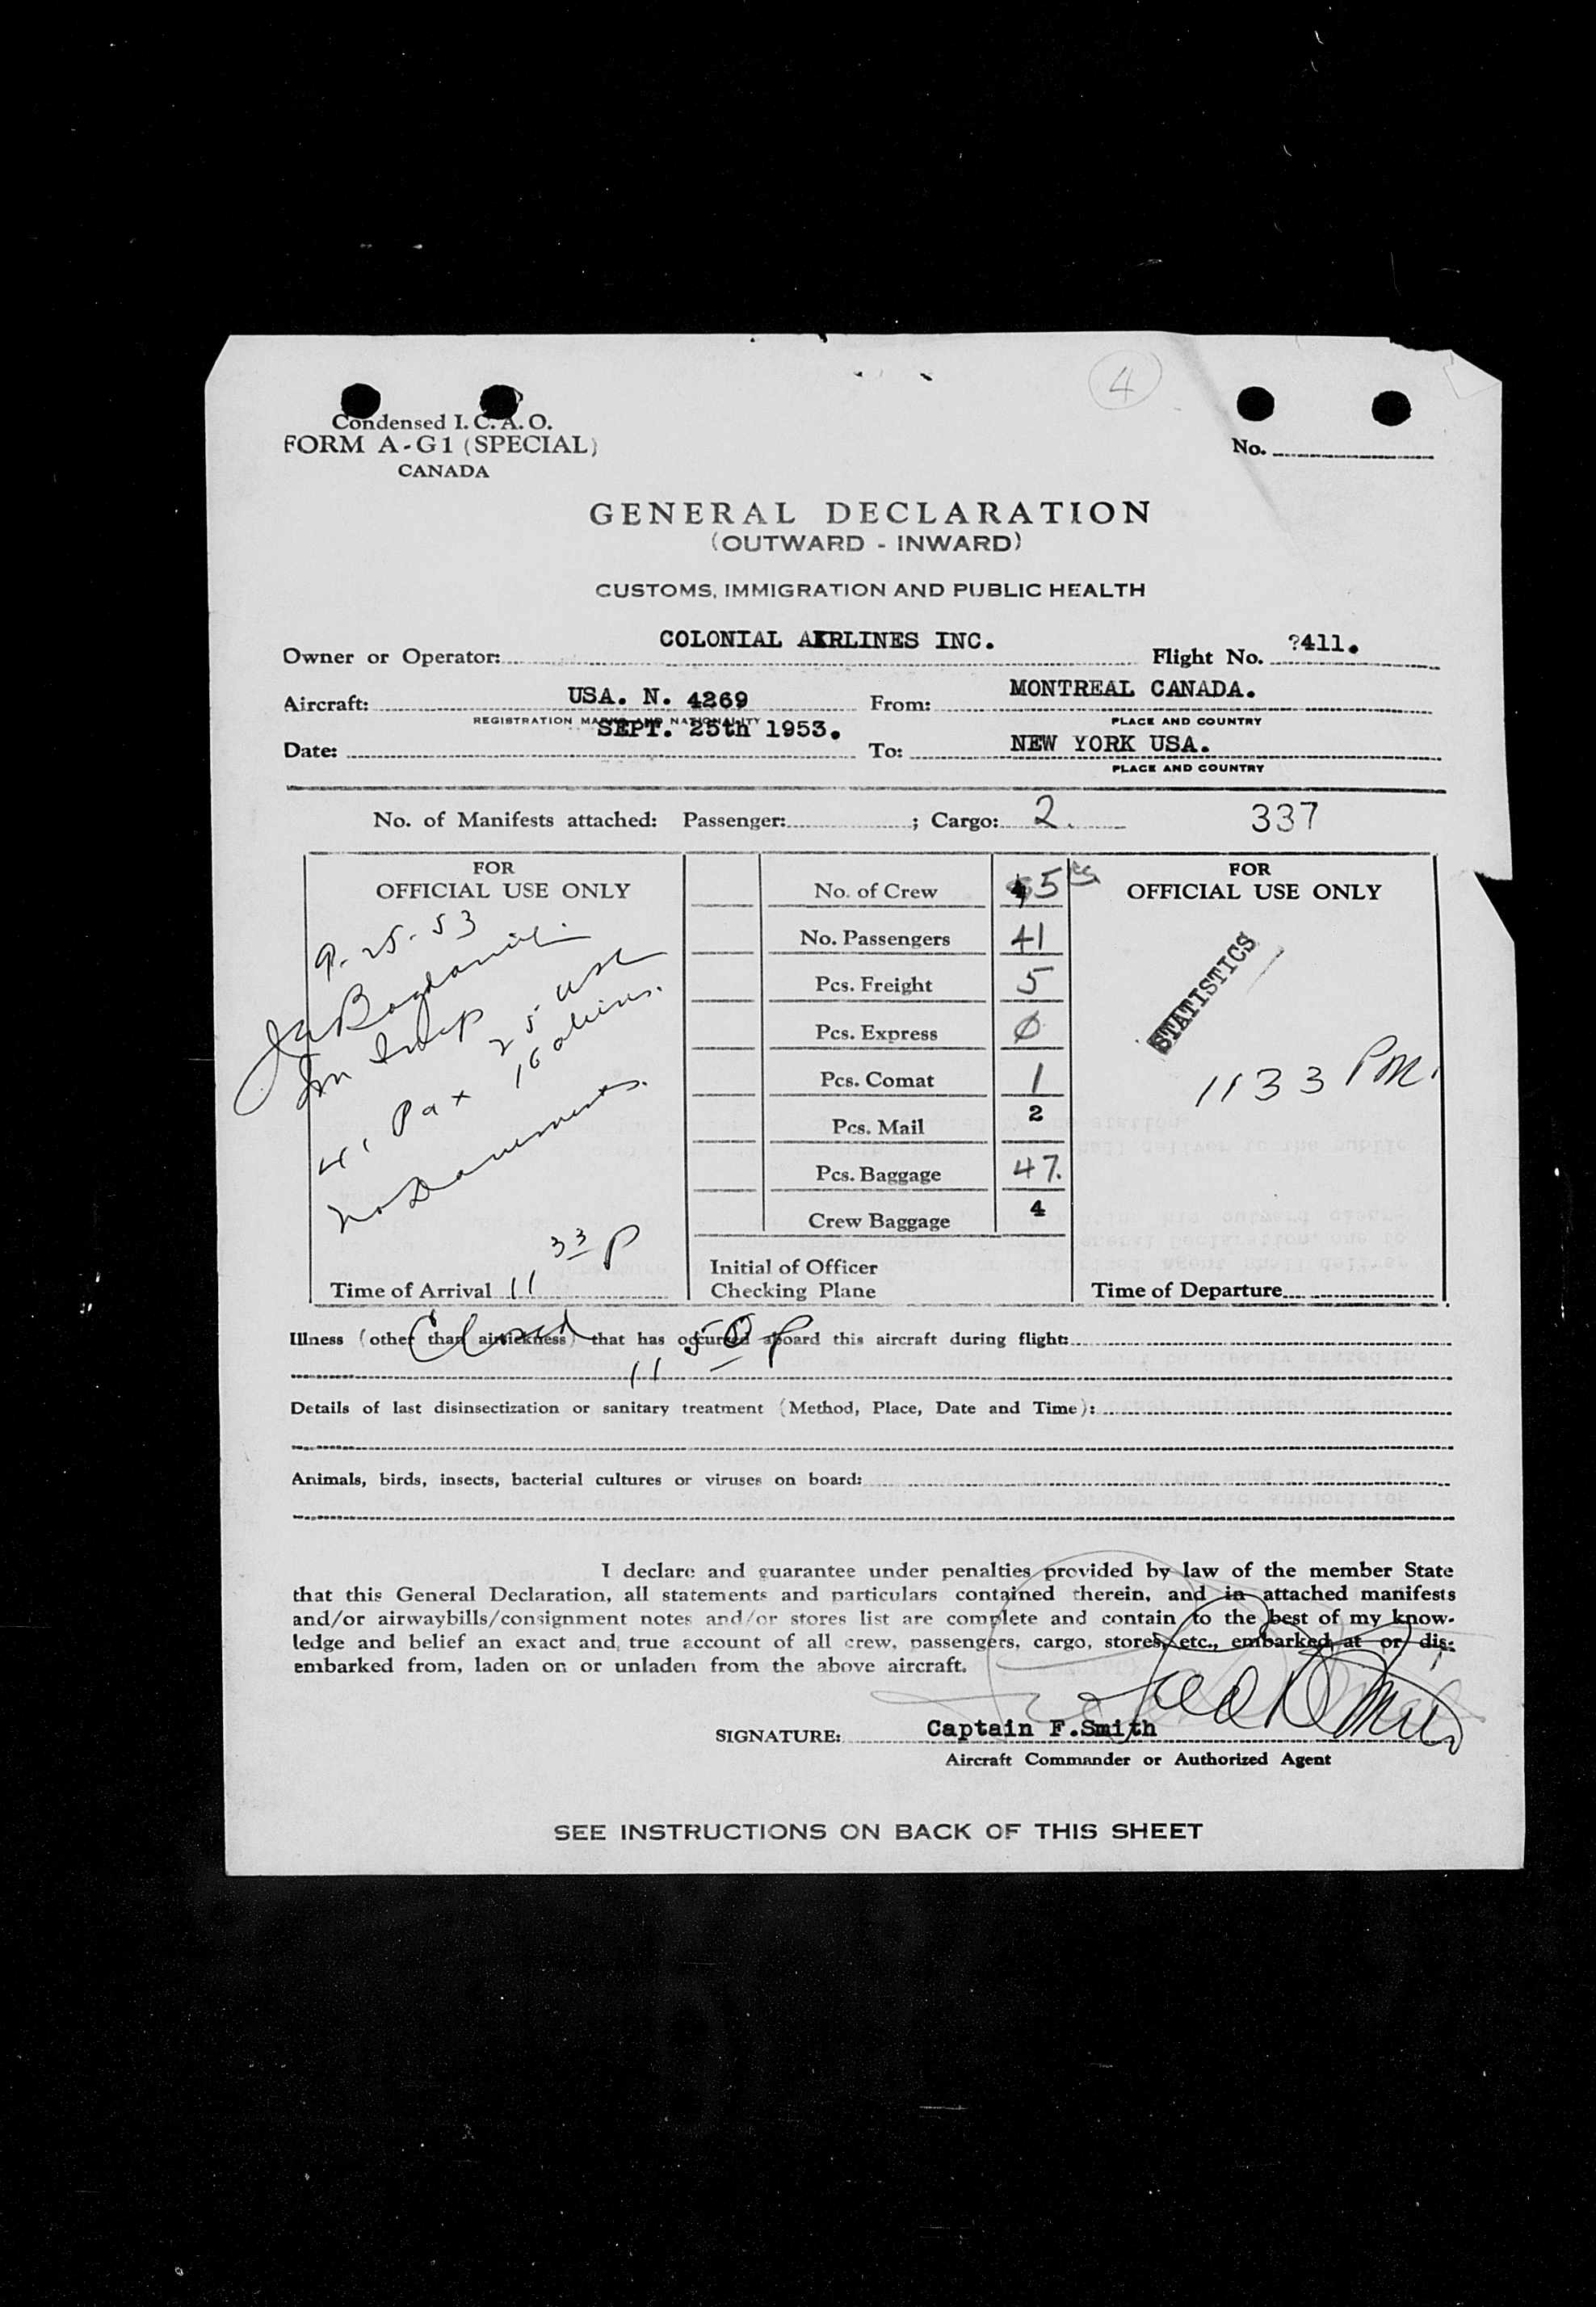 4
Condensed I. C. A. O.
FORM A-G1 (SPECIAL)
CANADA
No.
GENERAL DECLARATION
(OUTWARD - INWARD)
CUSTOMS, IMMIGRATION AND PUBLIC HEALTH
Owner or Operator: COLONIAL AIRLINES INC. Flight No. ?411.
Aircraft: USA. N. 4269 From: MONTREAL CANADA.
REGISTRATION MARKS AND NATIONALITY PLACE AND COUNTRY
Date: SEPT. 25th 1953. To: NEW YORK USA.
PLACE AND COUNTRY
No. of Manifests attached: Passenger: ; Cargo: 2. 337
FOR
OFFICIAL USE ONLY
9-25-53
Im Insp
41 Pax 25 USC
16 aliens.
No Documents.
33 P
Time of Arrival 11
No. of Crew 5
No. Passengers 41
Pcs. Freight 5
Pcs. Express Ø
Pcs. Comat 1
Pcs. Mail 2
Pcs. Baggage 47.
Crew Baggage 4
Initial of Officer
Checking Plane
FOR
OFFICIAL USE ONLY
STATISTICS
1133 PM.
Time of Departure
Illness (other than airsickness) that has occurred aboard this aircraft during flight:
Closed 50 P
11
Details of last disinsectization or sanitary treatment (Method, Place, Date and Time):
Animals, birds, insects, bacterial cultures or viruses on board:
I declare and guarantee under penalties provided by law of the member State
that this General Declaration, all statements and particulars contained therein, and in attached manifests
and/or airwaybills/consignment notes and/or stores list are complete and contain to the best of my know-
ledge and belief an exact and true account of all crew, passengers, cargo, stores, etc., embarked at or dis-
embarked from, laden on or unladen from the above aircraft.
SIGNATURE: Captain F.Smith
Aircraft Commander or Authorized Agent
SEE INSTRUCTIONS ON BACK OF THIS SHEET